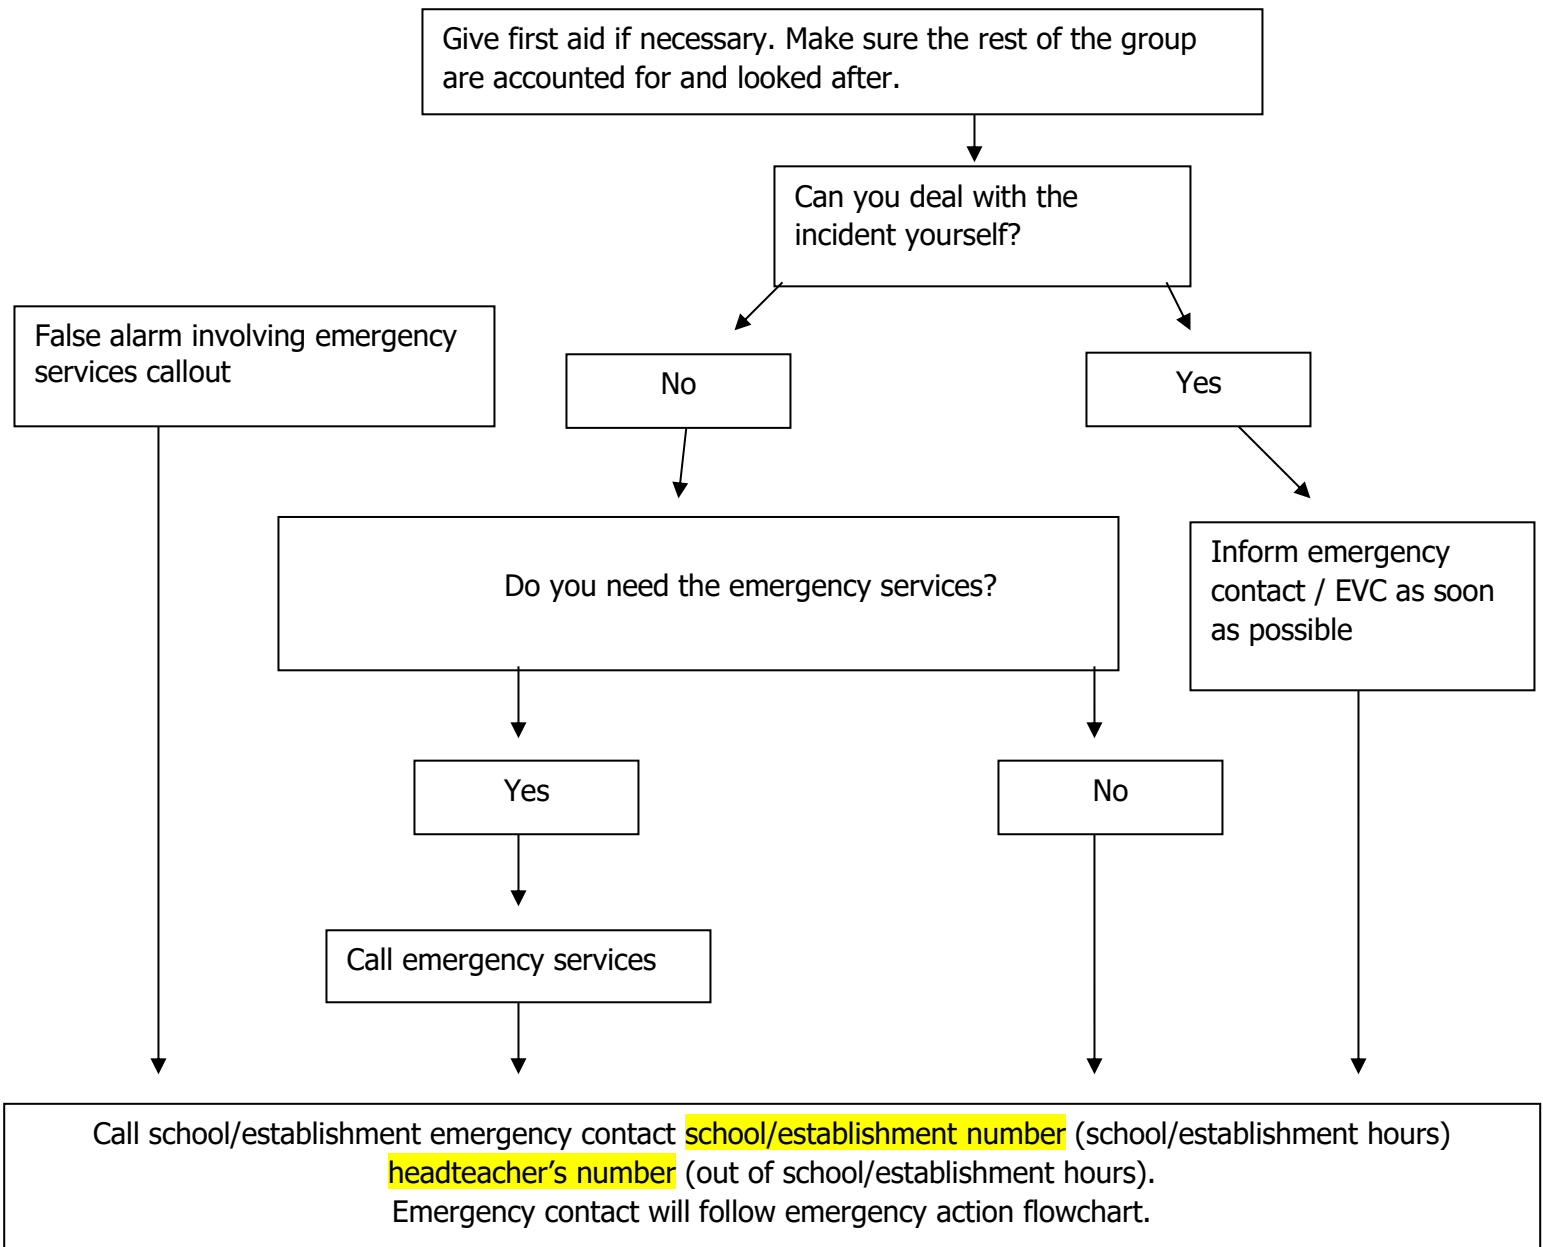 Give first aid if necessary. Make sure the rest of the group
are accounted for and looked after.
Can you deal with the
incident yourself?
False alarm involving emergency
services callout
No
Yes
Do you need the emergency services?
Inform emergency
contact / EVC as soon
as possible
Yes
No
Call emergency services
Call school/establishment emergency contact school/establishment number (school/establishment hours)
headteacher’s number (out of school/establishment hours).
Emergency contact will follow emergency action flowchart.